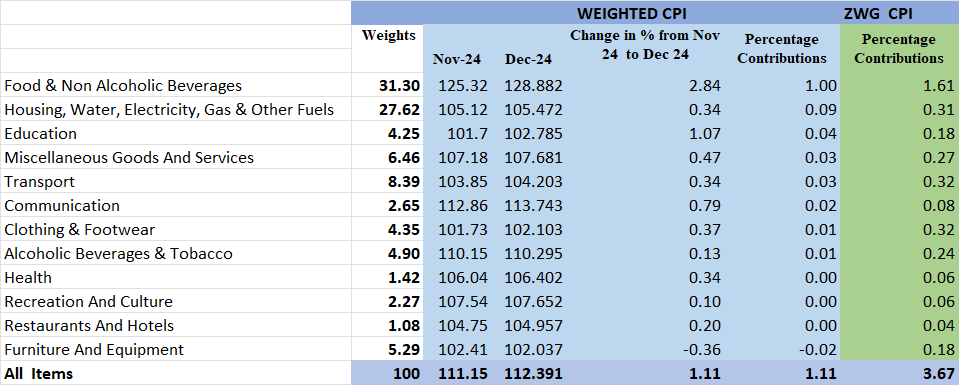 WEIGHTED CPI ZWG CPI
Weights Nov-24 Dec-24 Change in % from Nov 24 to Dec 24 Percentage Contributions Percentage Contributions
Food & Non Alcoholic Beverages 31.30 125.32 128.882 2.84 1.00 1.61
Housing, Water, Electricity, Gas & Other Fuels 27.62 105.12 105.472 0.34 0.09 0.31
Education 4.25 101.7 102.785 1.07 0.04 0.18
Miscellaneous Goods And Services 6.46 107.18 107.681 0.47 0.03 0.27
Transport 8.39 103.85 104.203 0.34 0.03 0.32
Communication 2.65 112.86 113.743 0.79 0.02 0.08
Clothing & Footwear 4.35 101.73 102.103 0.37 0.01 0.32
Alcoholic Beverages & Tobacco 4.90 110.15 110.295 0.13 0.01 0.24
Health 1.42 106.04 106.402 0.34 0.00 0.06
Recreation And Culture 2.27 107.54 107.652 0.10 0.00 0.06
Restaurants And Hotels 1.08 104.75 104.957 0.20 0.00 0.04
Furniture And Equipment 5.29 102.41 102.037 -0.36 -0.02 0.18
All Items 100 111.15 112.391 1.11 1.11 3.67